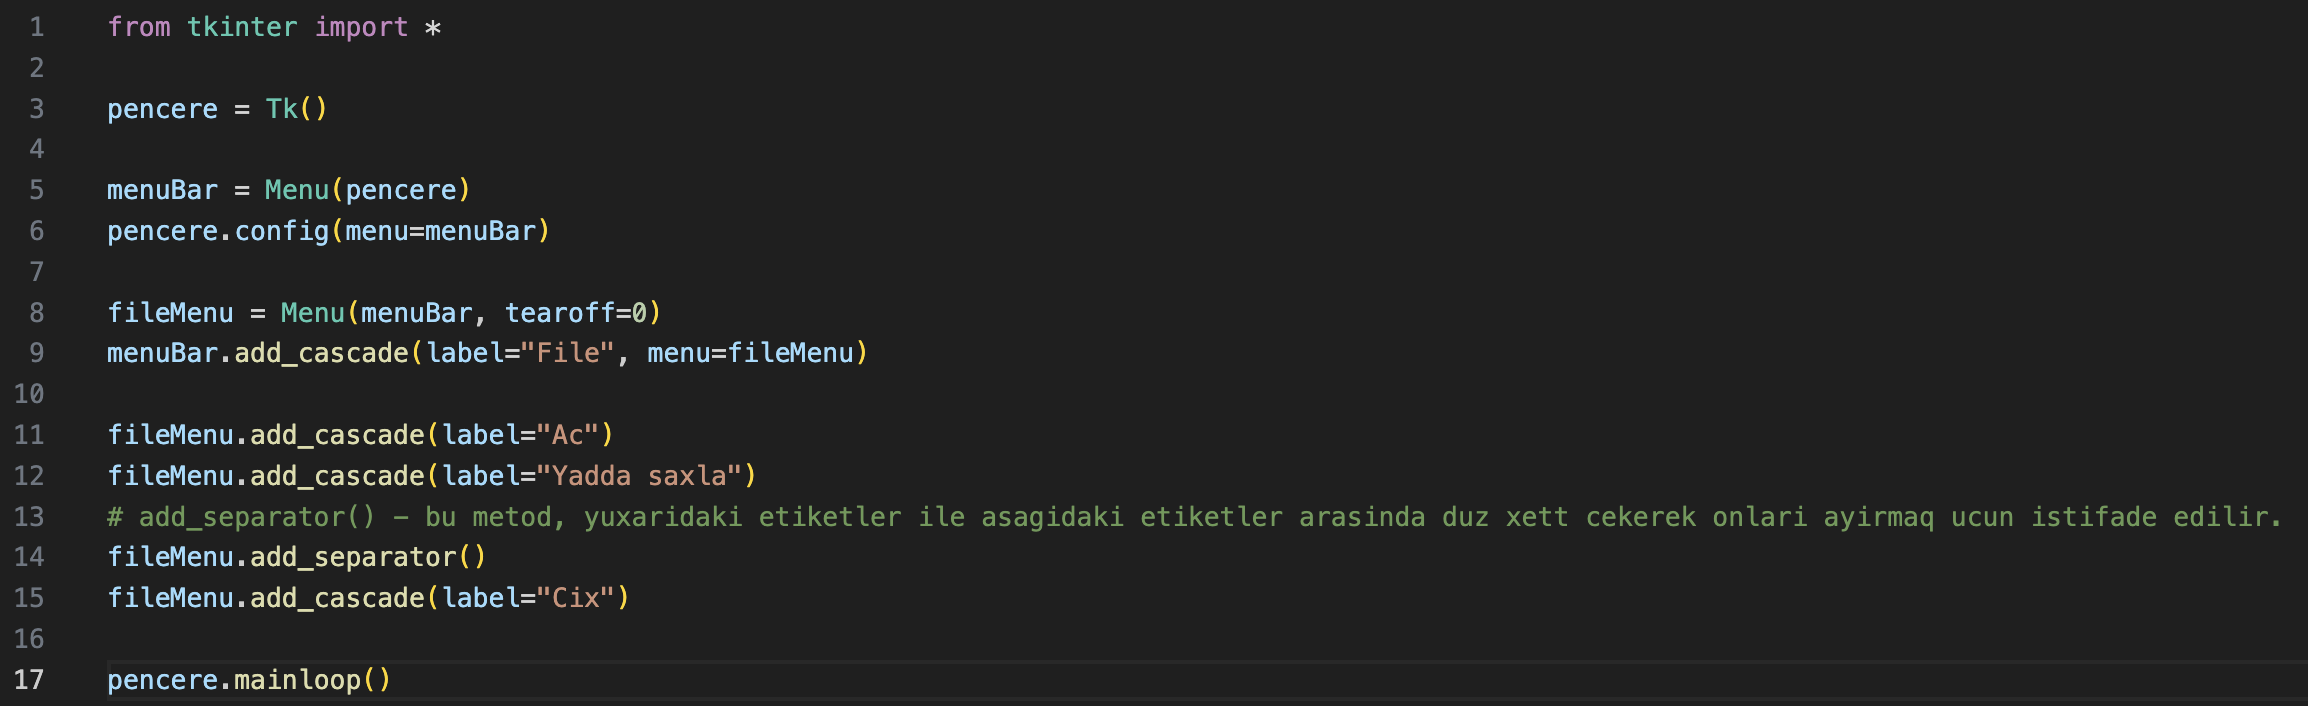 1 from tkinter import *
2
3 pencere = Tk()
4
5 menuBar = Menu(pencere)
6 pencere.config(menu=menuBar)
7
8 fileMenu = Menu(menuBar, tearoff=0)
9 menuBar.add_cascade(label="File", menu=fileMenu)
10
11 fileMenu.add_cascade(label="Ac")
12 fileMenu.add_cascade(label="Yadda saxla")
13 # add_separator() – bu metod, yuxaridaki etiketler ile asagidaki etiketler arasinda duz xett cekerek onlari ayirmaq ucun istifade edilir.
14 fileMenu.add_separator()
15 fileMenu.add_cascade(label="Cix")
16
17 pencere.mainloop()